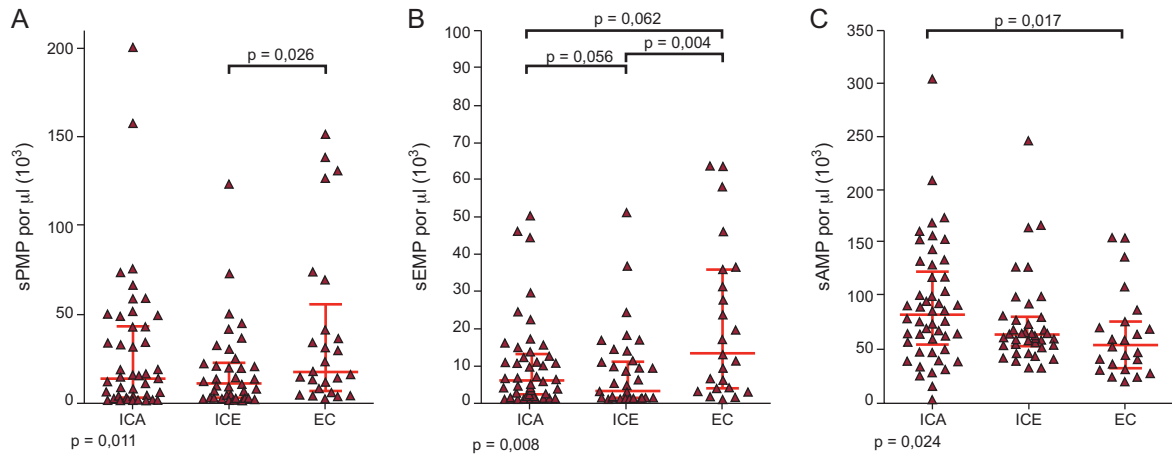 A
sPMP por μl (10³)
200
150
100
50
0
p = 0,026
ICA
ICE
EC
p = 0,011
B
sEMP por μl (10³)
100
90
80
70
60
50
40
30
20
10
0
p = 0,062
p = 0,056
p = 0,004
ICA
ICE
EC
p = 0,008
C
sAMP por μl (10³)
350
300
250
200
150
100
50
0
p = 0,017
ICA
ICE
EC
p = 0,024